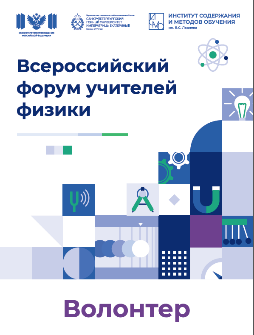 ИНСТИТУТ СОДЕРЖАНИЯ
И МЕТОДОВ ОБУЧЕНИЯ
Всероссийский
форум учителей
физики
Волонтер